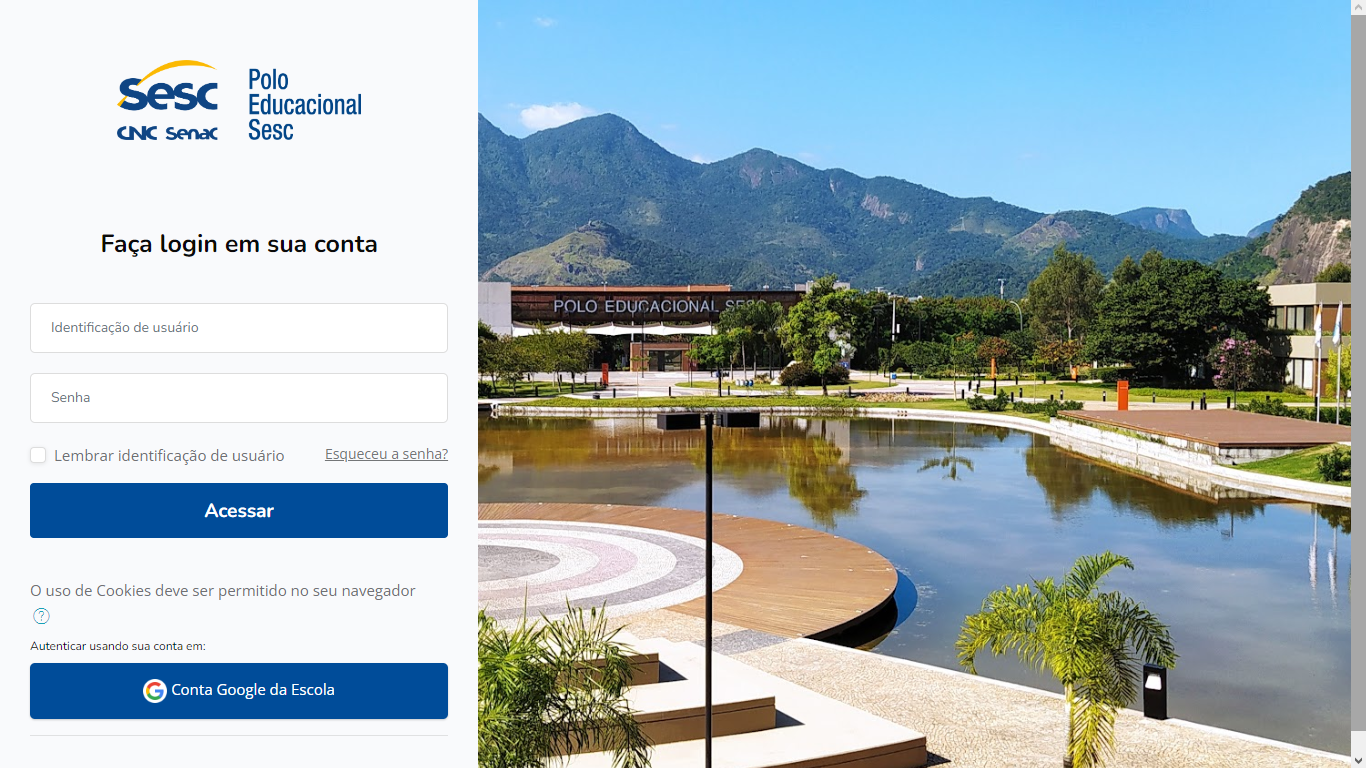 Sesc
CNC Senac
Polo
Educacional
Sesc
Faça login em sua conta
Identificação de usuário
Senha
Lembrar identificação de usuário
Esqueceu a senha?
Acessar
O uso de Cookies deve ser permitido no seu navegador
?
Autenticar usando sua conta em:
Conta Google da Escola
POLO EDUCACIONAL SESC